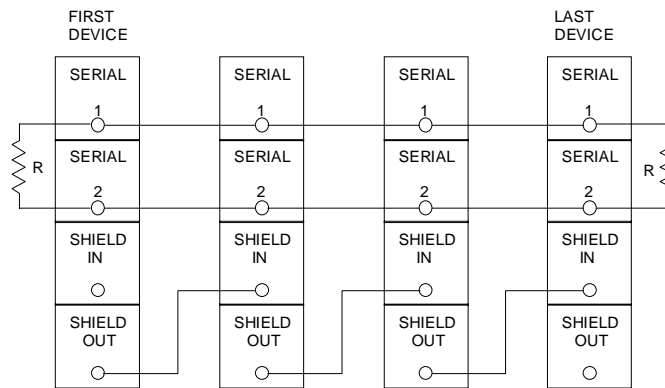 FIRST
DEVICE
LAST
DEVICE
SERIAL
1
SERIAL
1
SERIAL
1
SERIAL
1
R
SERIAL
2
SERIAL
2
SERIAL
2
SERIAL
2
R
SHIELD
IN
SHIELD
IN
SHIELD
IN
SHIELD
IN
SHIELD
OUT
SHIELD
OUT
SHIELD
OUT
SHIELD
OUT